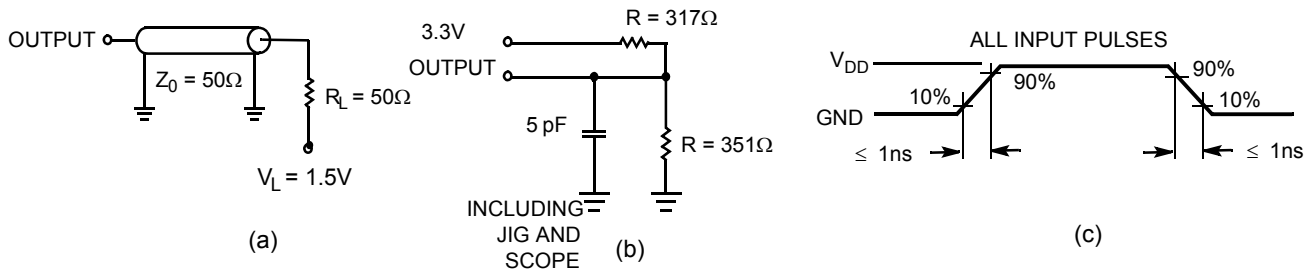 OUTPUT
Z0 = 50Ω
RL = 50Ω
VL = 1.5V
(a)
R = 317Ω
3.3V
OUTPUT
5 pF
R = 351Ω
INCLUDING
JIG AND
SCOPE
(b)
ALL INPUT PULSES
VDD
90%
90%
10%
10%
GND
≤ 1ns
≤ 1ns
(c)